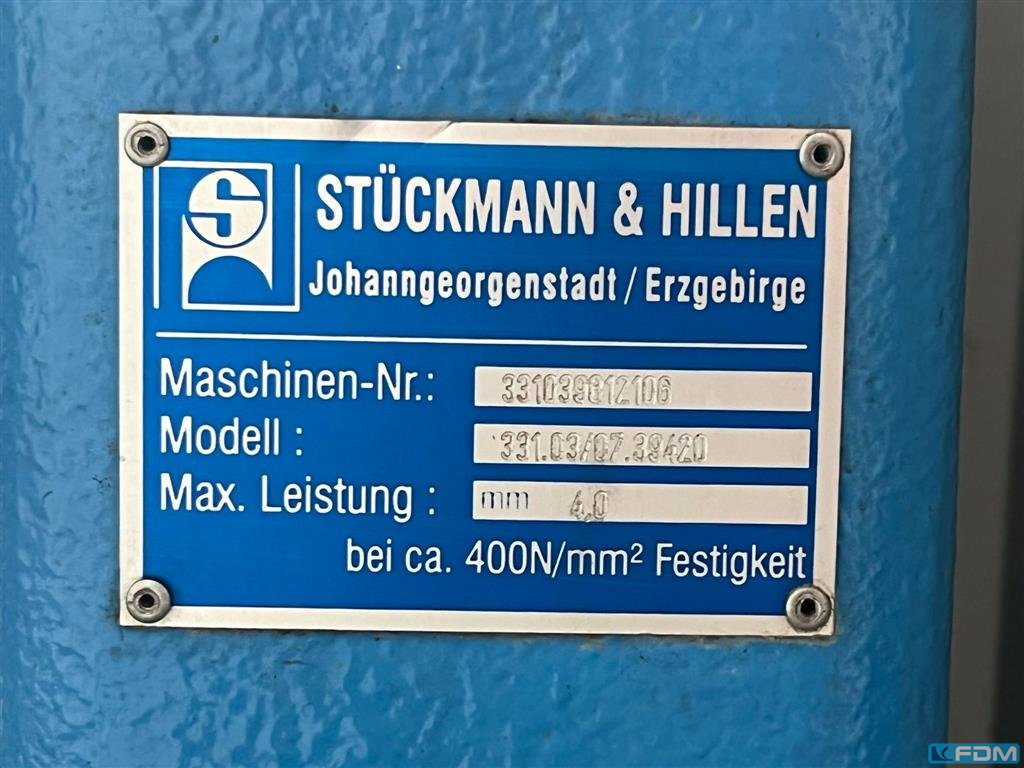 S
STÜCKMANN & HILLEN
Johanngeorgenstadt / Erzgebirge
Maschinen-Nr.: 331039812106
Modell : 331.03/07.39420
Max. Leistung : mm 4,0
bei ca. 400N/mm² Festigkeit
FDM